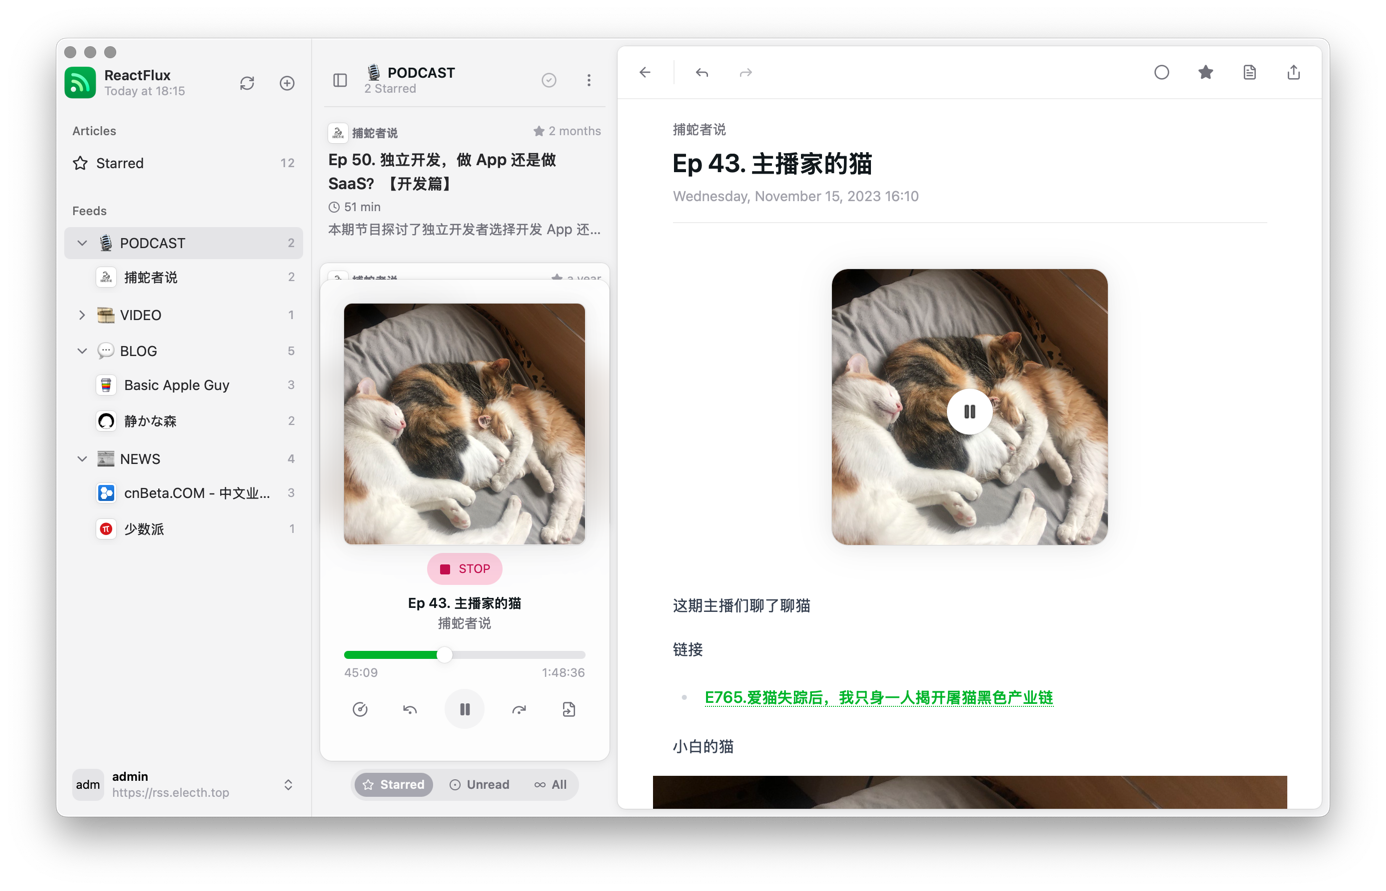 ReactFlux
Today at 18:15
Articles
Starred 12
Feeds
PODCAST 2
捕蛇者说 2
VIDEO 1
BLOG 5
Basic Apple Guy 3
静かな森 2
NEWS 4
cnBeta.COM - 中文业... 3
少数派 1
adm
admin
https://rss.electh.top
PODCAST
2 Starred
捕蛇者说 2 months
Ep 50. 独立开发，做 App 还是做
SaaS？【开发篇】
51 min
本期节目探讨了独立开发者选择开发 App 还...
捕蛇者说 a year
STOP
Ep 43. 主播家的猫
捕蛇者说
45:09 1:48:36
Starred Unread All
捕蛇者说
Ep 43. 主播家的猫
Wednesday, November 15, 2023 16:10
这期主播们聊了聊猫
链接
E765.爱猫失踪后，我只身一人揭开屠猫黑色产业链
小白的猫